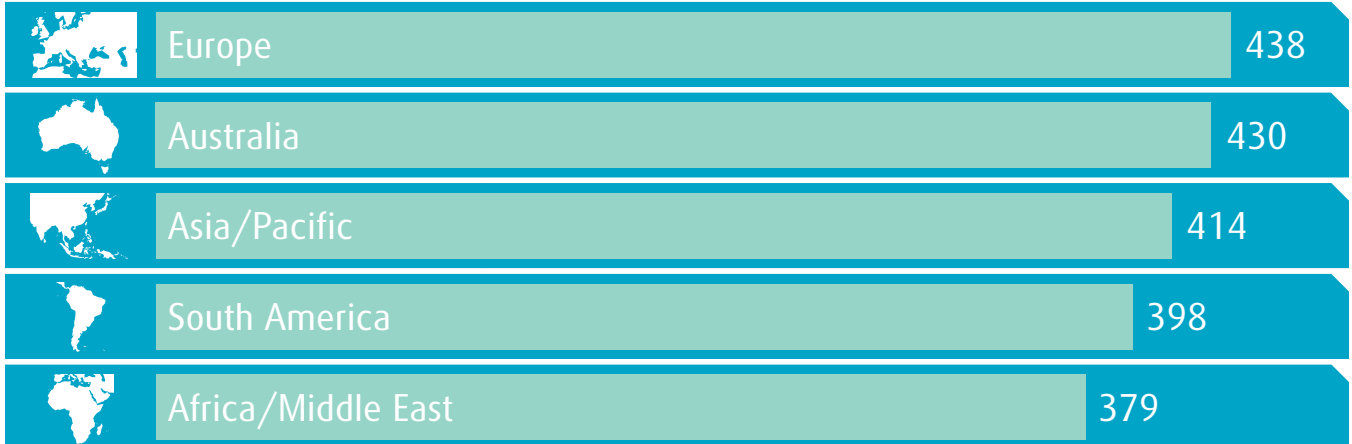 Europe 438
Australia 430
Asia/Pacific 414
South America 398
Africa/Middle East 379